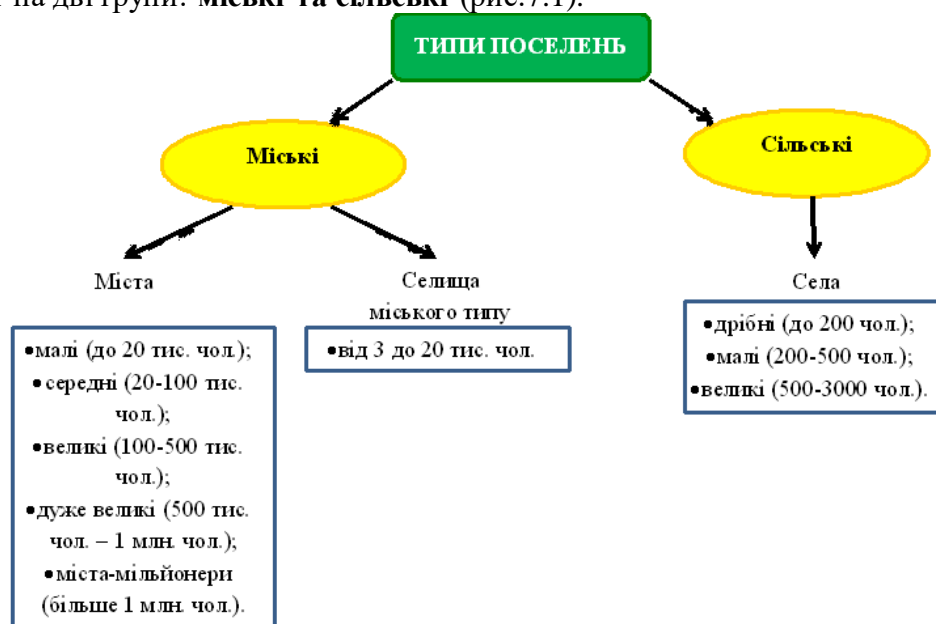 на дві групи: міські та сільські (рис.7.1).
ТИПИ ПОСЕЛЕНЬ
Міські
Сільські
Міста
•малі (до 20 тис. чол.);
•середні (20-100 тис.
чол.);
•великі (100-500 тис.
чол.);
•дуже великі (500 тис.
чол. – 1 млн. чол.);
•міста-мільйонери
(більше 1 млн. чол.).
Селища
міського типу
•від 3 до 20 тис. чол.
Села
•дрібні (до 200 чол.);
•малі (200-500 чол.);
•великі (500-3000 чол.).